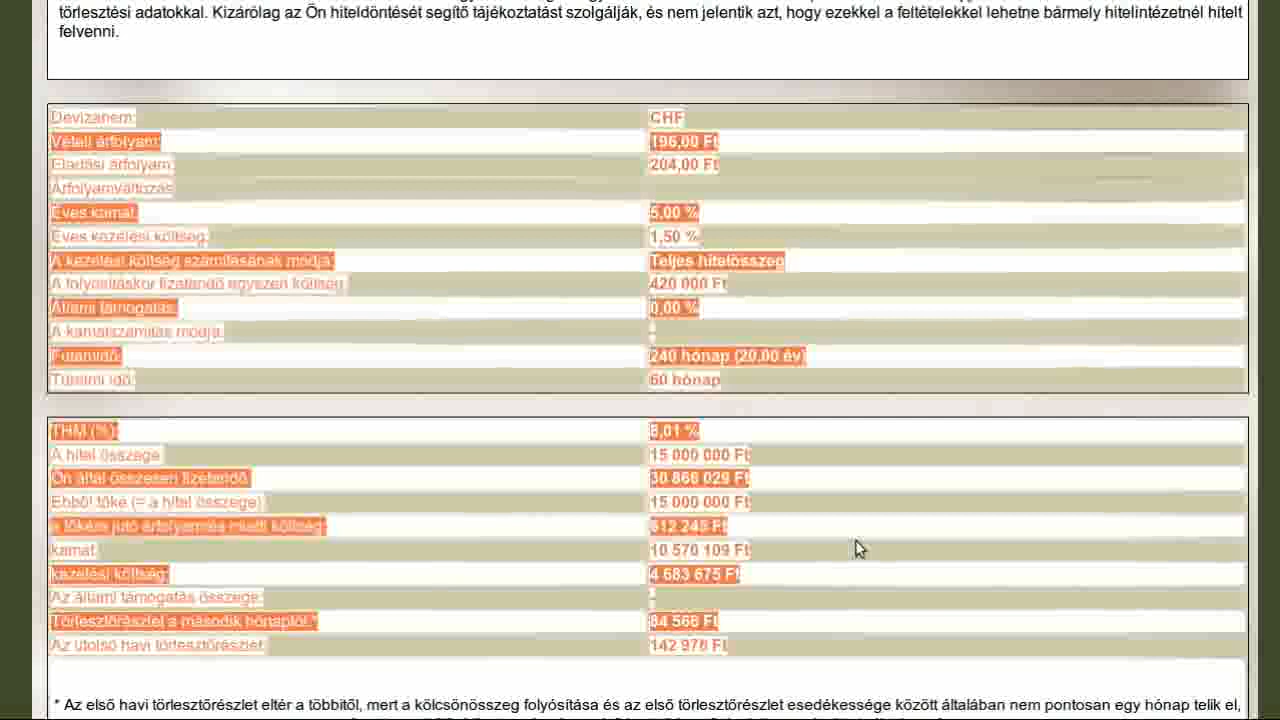 törlesztési adatokkal. Kizárólag az Ön hiteldöntését segítő tájékoztatást szolgálják, és nem jelentik azt, hogy ezekkel a feltételekkel lehetne bármely hitelintézetnél hitelt
felvenni.
Devizanem: CHF
Vételi árfolyam: 196,00 Ft
Eladási árfolyam: 204,00 Ft
Árfolyamváltozás
Éves kamat: 5,00 %
Éves kezelési költség: 1,50 %
A kezelési költség számításának módja: Teljes hitelösszeg
A folyósításkor fizetendő egyszeri költség: 420 000 Ft
Állami támogatás: 0,00 %
A kamatszámítás módja: -
Futamidő: 240 hónap (20,00 év)
Türelmi idő: 60 hónap
THM (%): 8,01 %
A hitel összege: 15 000 000 Ft
Ön által összesen fizetendő: 30 866 029 Ft
Ebből tőke (= a hitel összege): 15 000 000 Ft
a tőkére jutó árfolyamrés miatti költség: 612 245 Ft
kamat: 10 570 109 Ft
kezelési költség: 4 683 675 Ft
Az állami támogatás összege: -
Törlesztőrészlet a második hónaptól:* 84 566 Ft
Az utolsó havi törlesztőrészlet: 142 976 Ft
* Az első havi törlesztőrészlet eltér a többitől, mert a kölcsönösszeg folyósítása és az első törlesztőrészlet esedékessége között általában nem pontosan egy hónap telik el,